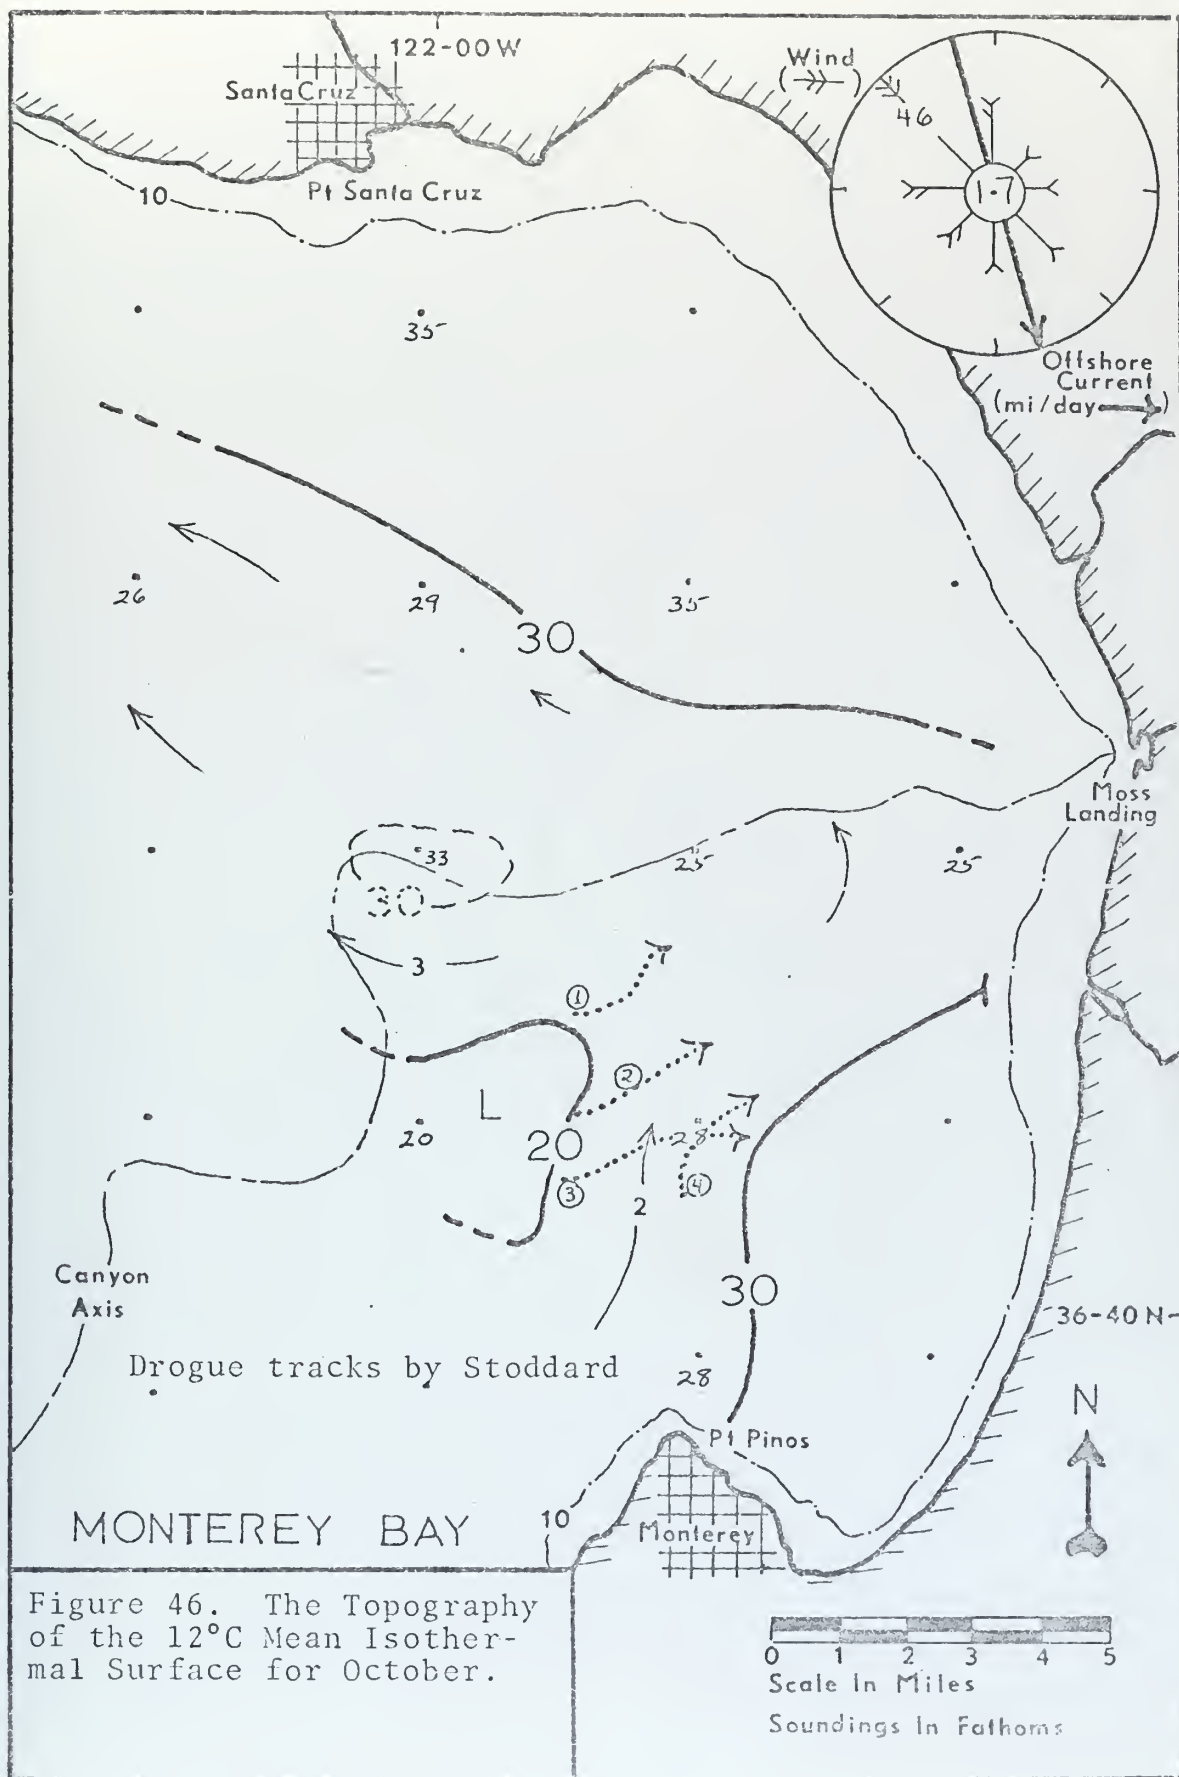 122-00 W
Santa Cruz
Wind
46
1.7
Pt Santa Cruz
10
Offshore
Current
(mi/day)
35
26
29
35
30
Moss
Landing
33
25
25
30
3
1
2
L
20
20
28
3
4
2
Canyon
Axis
30
36-40 N
Drogue tracks by Stoddard
28
N
Pt Pinos
MONTEREY BAY
10
Monterey
Figure 46. The Topography
of the 12°C Mean Isother-
mal Surface for October.
0 1 2 3 4 5
Scale In Miles
Soundings In Fathoms